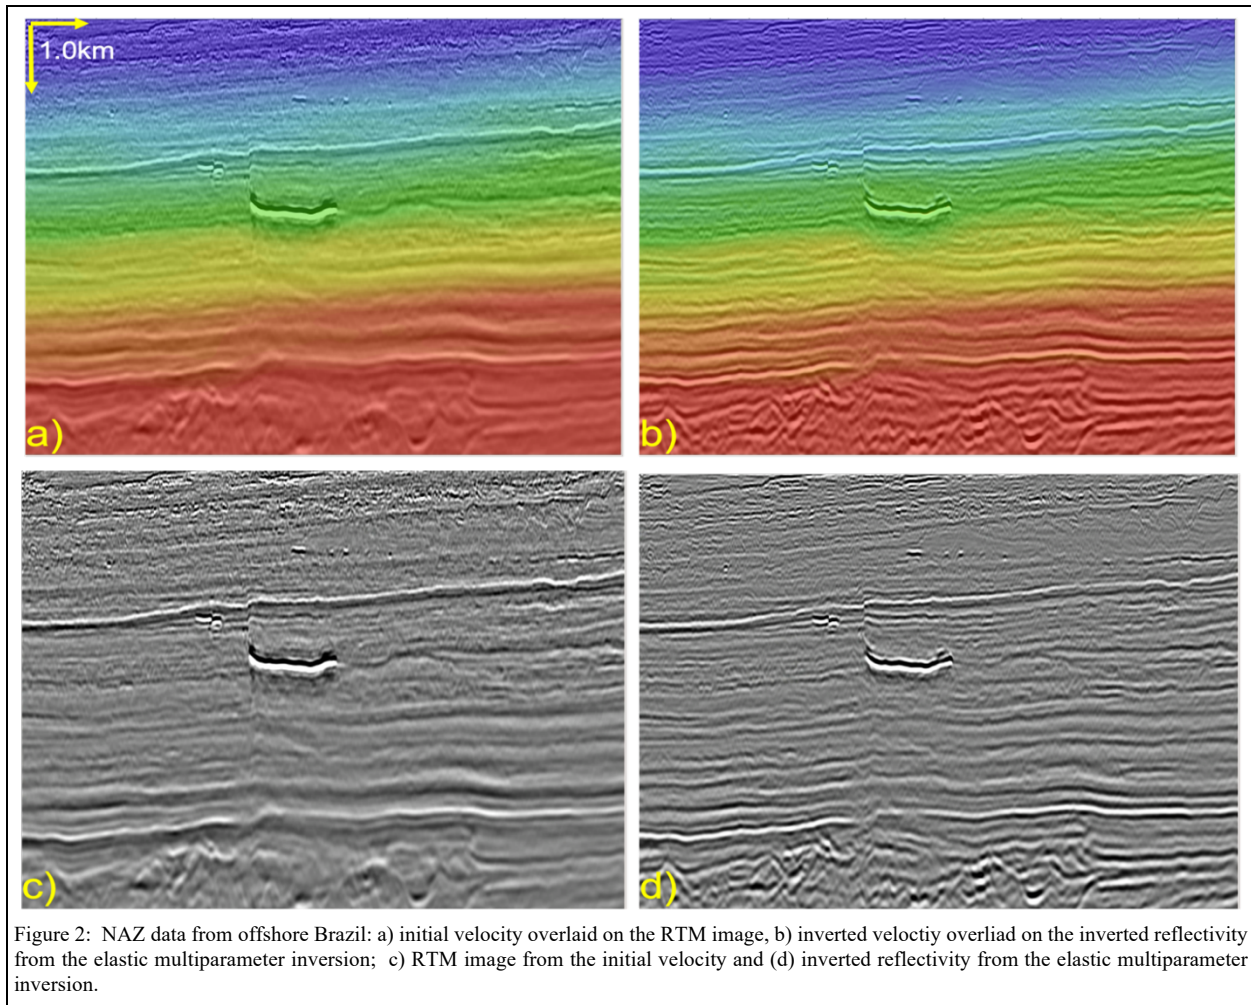 1.0km
a)
b)
c)
d)
Figure 2:  NAZ data from offshore Brazil: a) initial velocity overlaid on the RTM image, b) inverted veloctiy overliad on the inverted reflectivity
from the elastic multiparameter inversion;  c) RTM image from the initial velocity and (d) inverted reflectivity from the elastic multiparameter
inversion.